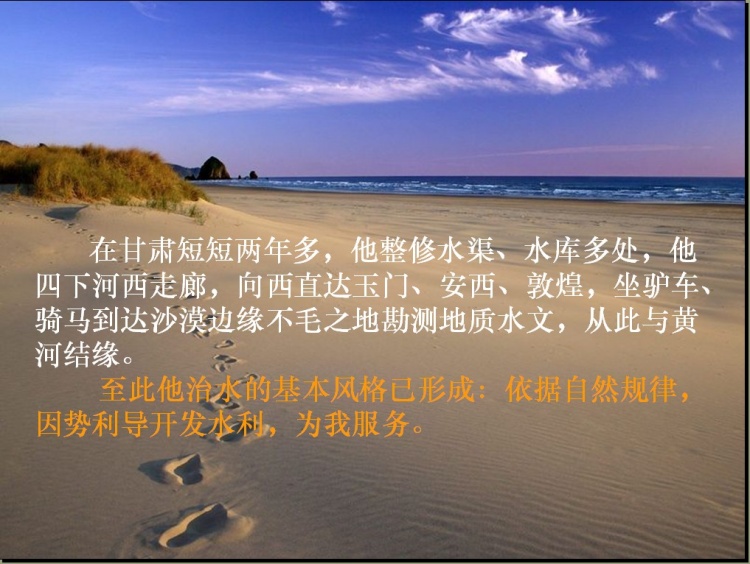 在甘肃短短两年多，他整修水渠、水库多处，他
四下河西走廊，向西直达玉门、安西、敦煌，坐驴车、
骑马到达沙漠边缘不毛之地勘测地质水文，从此与黄
河结缘。
至此他治水的基本风格已形成：依据自然规律，
因势利导开发水利，为我服务。